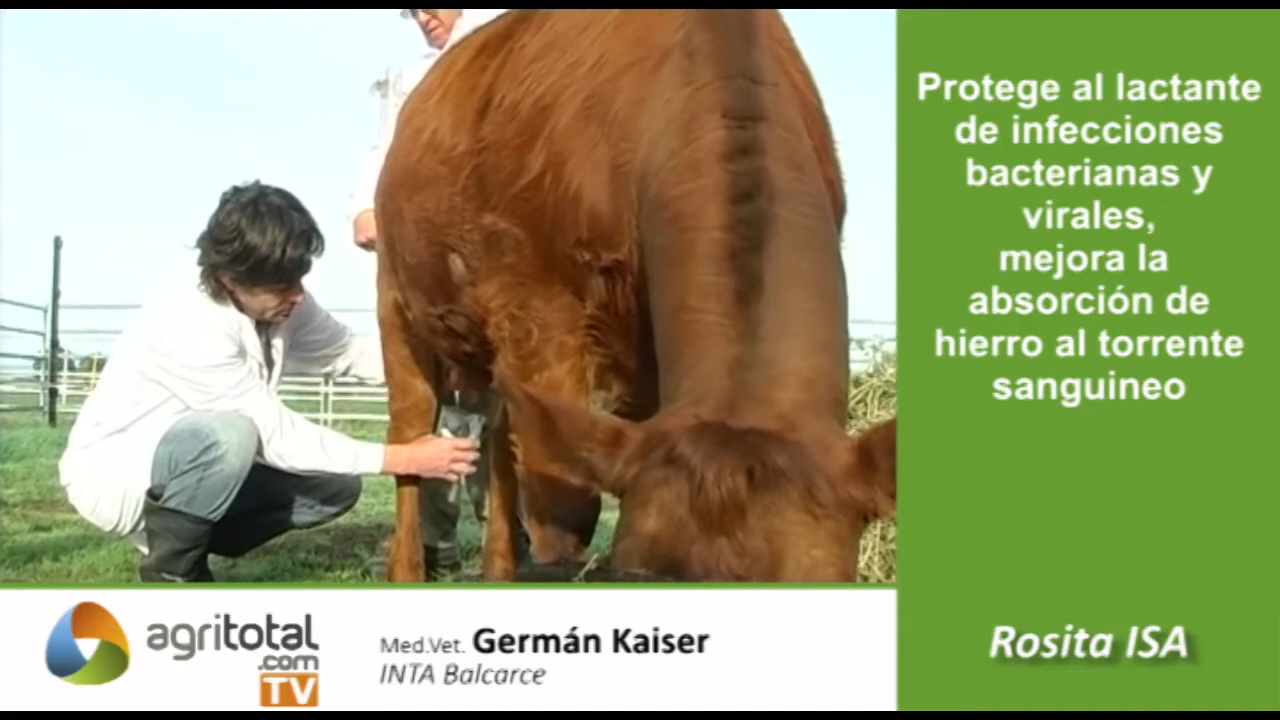 Protege al lactante
de infecciones
bacterianas y
virales,
mejora la
absorción de
hierro al torrente
sanguineo
Rosita ISA
agritotal
.com
TV
Med.Vet. Germán Kaiser
INTA Balcarce